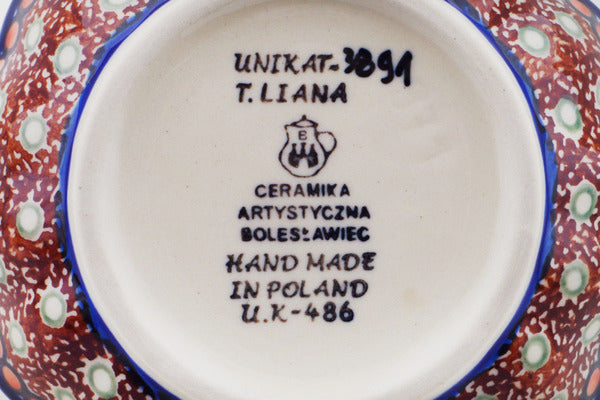 UNIKAT-3891
T.LIANA
B
CERAMIKA
ARTYSTYCZNA
BOLESŁAWIEC
HAND MADE
IN POLAND
U.K-486